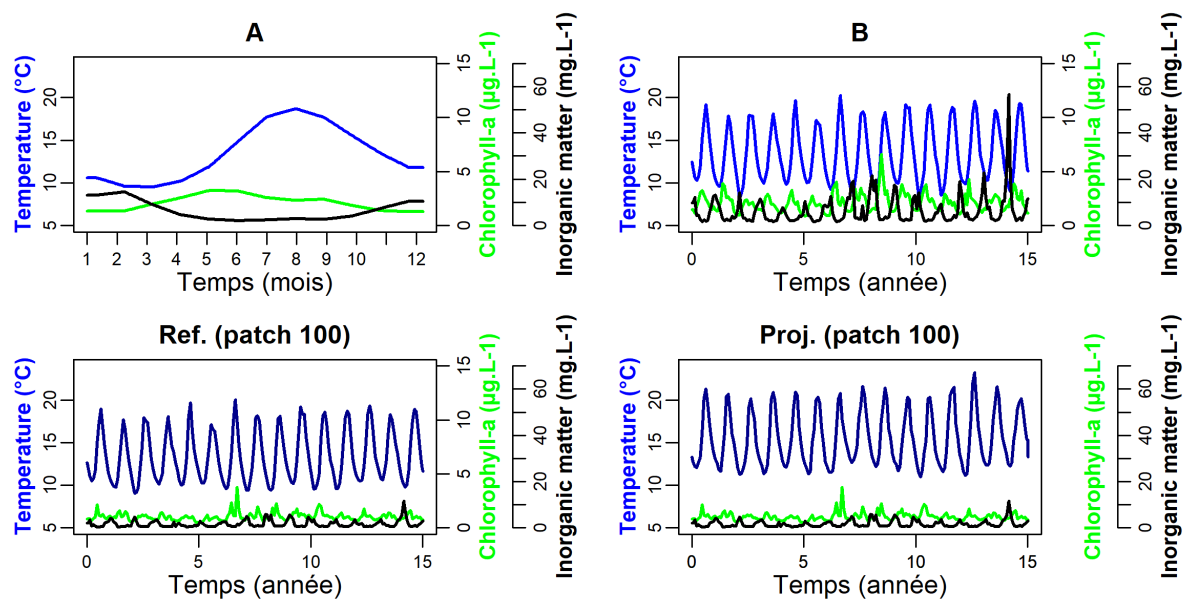 A
Temperature (°C)
5 10 15 20
1 2 3 4 5 6 7 8 9 10 12
Temps (mois)
0 5 10 15
Chlorophyll-a (µg.L-1)
0 20 40 60
Inorganic matter (mg.L-1)
B
Temperature (°C)
5 10 15 20
0 5 10 15
Temps (année)
0 5 10 15
Chlorophyll-a (µg.L-1)
0 20 40 60
Inorganic matter (mg.L-1)
Ref. (patch 100)
Temperature (°C)
5 10 15 20
0 5 10 15
Temps (année)
0 5 10 15
Chlorophyll-a (µg.L-1)
0 20 40 60
Inorganic matter (mg.L-1)
Proj. (patch 100)
Temperature (°C)
5 10 15 20
0 5 10 15
Temps (année)
Chlorophyll-a (µg.L-1)
0 20 40 60
Inorganic matter (mg.L-1)